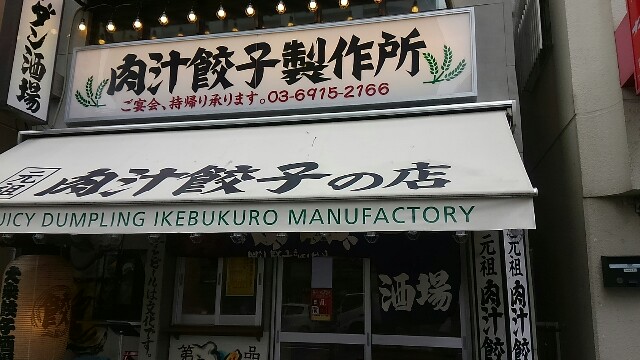 ダン酒場
肉汁餃子製作所
ご宴会、持帰り承ります。03-6915-2166
元祖 肉汁餃子の店
JUICY DUMPLING IKEBUKURO MANUFACTORY
酒場
元祖 肉汁餃
元祖 肉汁餃